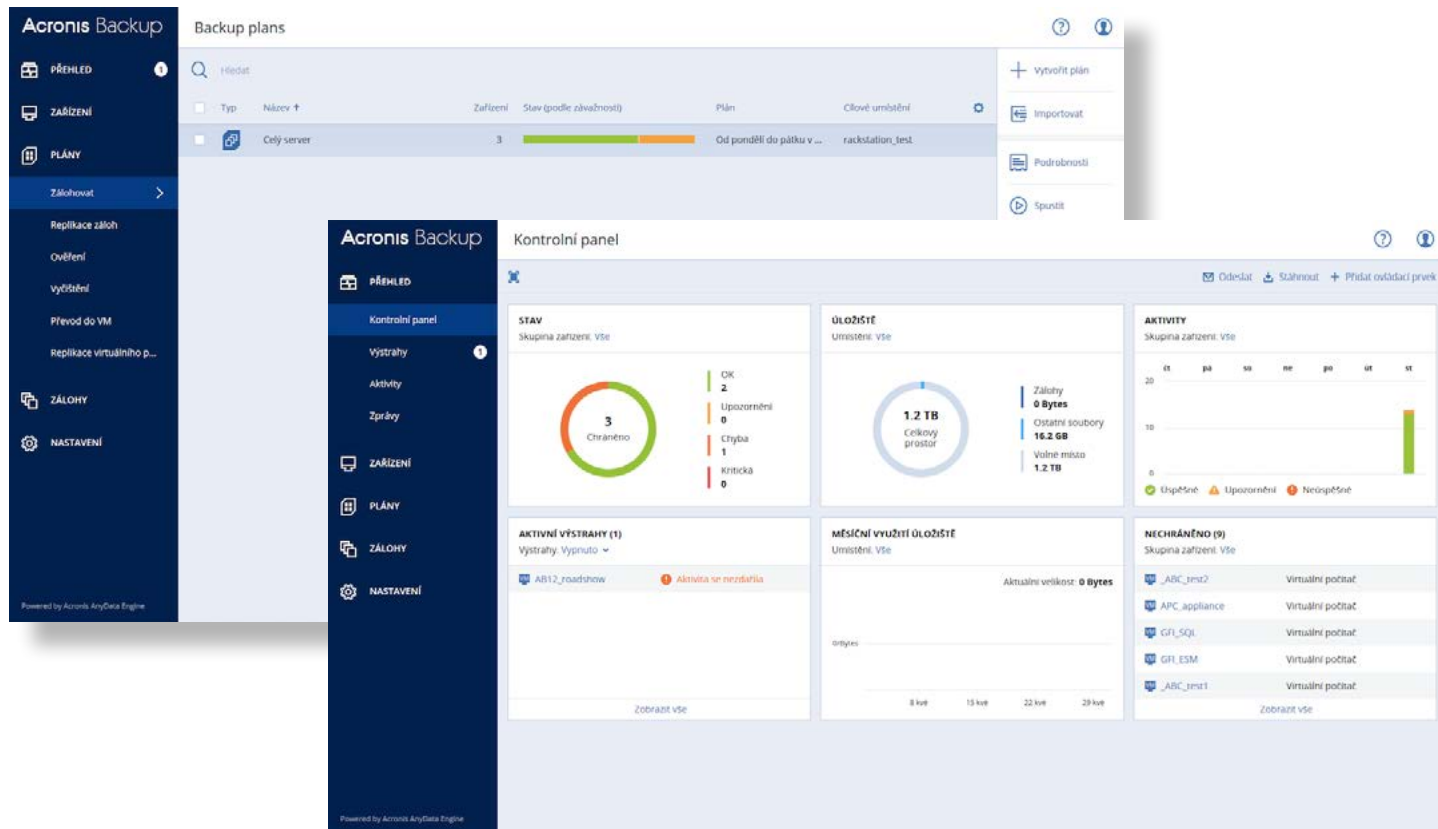 Acronis Backup
Backup plans
PŘEHLED 1
ZAŘÍZENÍ
PLÁNY
Zálohovat
Replikace záloh
Ověření
Vyčištění
Převod do VM
Replikace virtuálního p...
ZÁLOHY
NASTAVENÍ
Powered by Acronis AnyData Engine
Hledat
Typ Název Zařízení Stav (podle závažnosti) Plán Cílové umístění
Celý server 3 Od pondělí do pátku v ... rackstation_test
Vytvořit plán
Importovat
Podrobnosti
Spustit
Acronis Backup
Kontrolní panel
PŘEHLED
Kontrolní panel
Výstrahy 1
Aktivity
Zprávy
ZAŘÍZENÍ
PLÁNY
ZÁLOHY
NASTAVENÍ
Powered by Acronis AnyData Engine
Odeslat Stáhnout + Přidat ovládací prvek
STAV
Skupina zařízení: Vše
3
Chráněno
OK
2
Upozornění
0
Chyba
1
Kritická
0
ÚLOŽIŠTĚ
Umístění: Vše
1.2 TB
Celkový
prostor
Zálohy
0 Bytes
Ostatní soubory
16.2 GB
Volné místo
1.2 TB
AKTIVITY
Skupina zařízení: Vše
čt pá so ne po út st
20
10
0
Úspěšné Upozornění Neúspěšné
AKTIVNÍ VÝSTRAHY (1)
Výstrahy: Vypnuto
AB12_roadshow Aktivita se nezdařila
Zobrazit vše
MĚSÍČNÍ VYUŽITÍ ÚLOŽIŠTĚ
Umístění: Vše
Aktuální velikost: 0 Bytes
0 Bytes
8 kvě 15 kvě 22 kvě 29 kvě
NECHRÁNĚNO (9)
Skupina zařízení: Vše
_ABC_test2 Virtuální počítač
APC_appliance Virtuální počítač
GFI_SQL Virtuální počítač
GFI_ESM Virtuální počítač
_ABC_test1 Virtuální počítač
Zobrazit vše